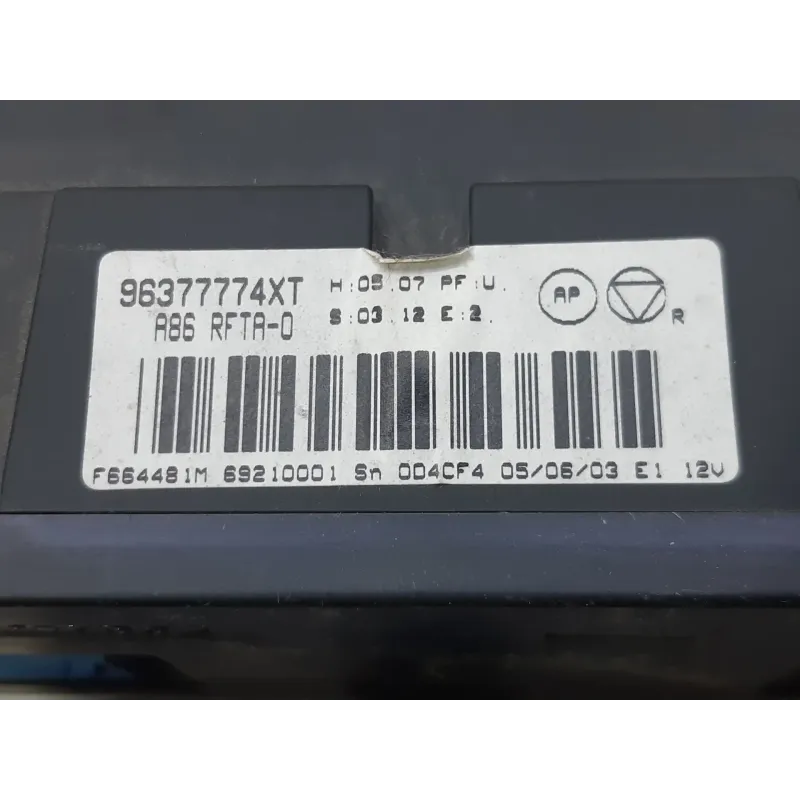 96377774XT H:05.07 PF:U.
A86 RFTA-0 S:03.12 E:2.
AP
R
F664481M 69210001 Sn 0D4CF4 05/06/03 E1 12V